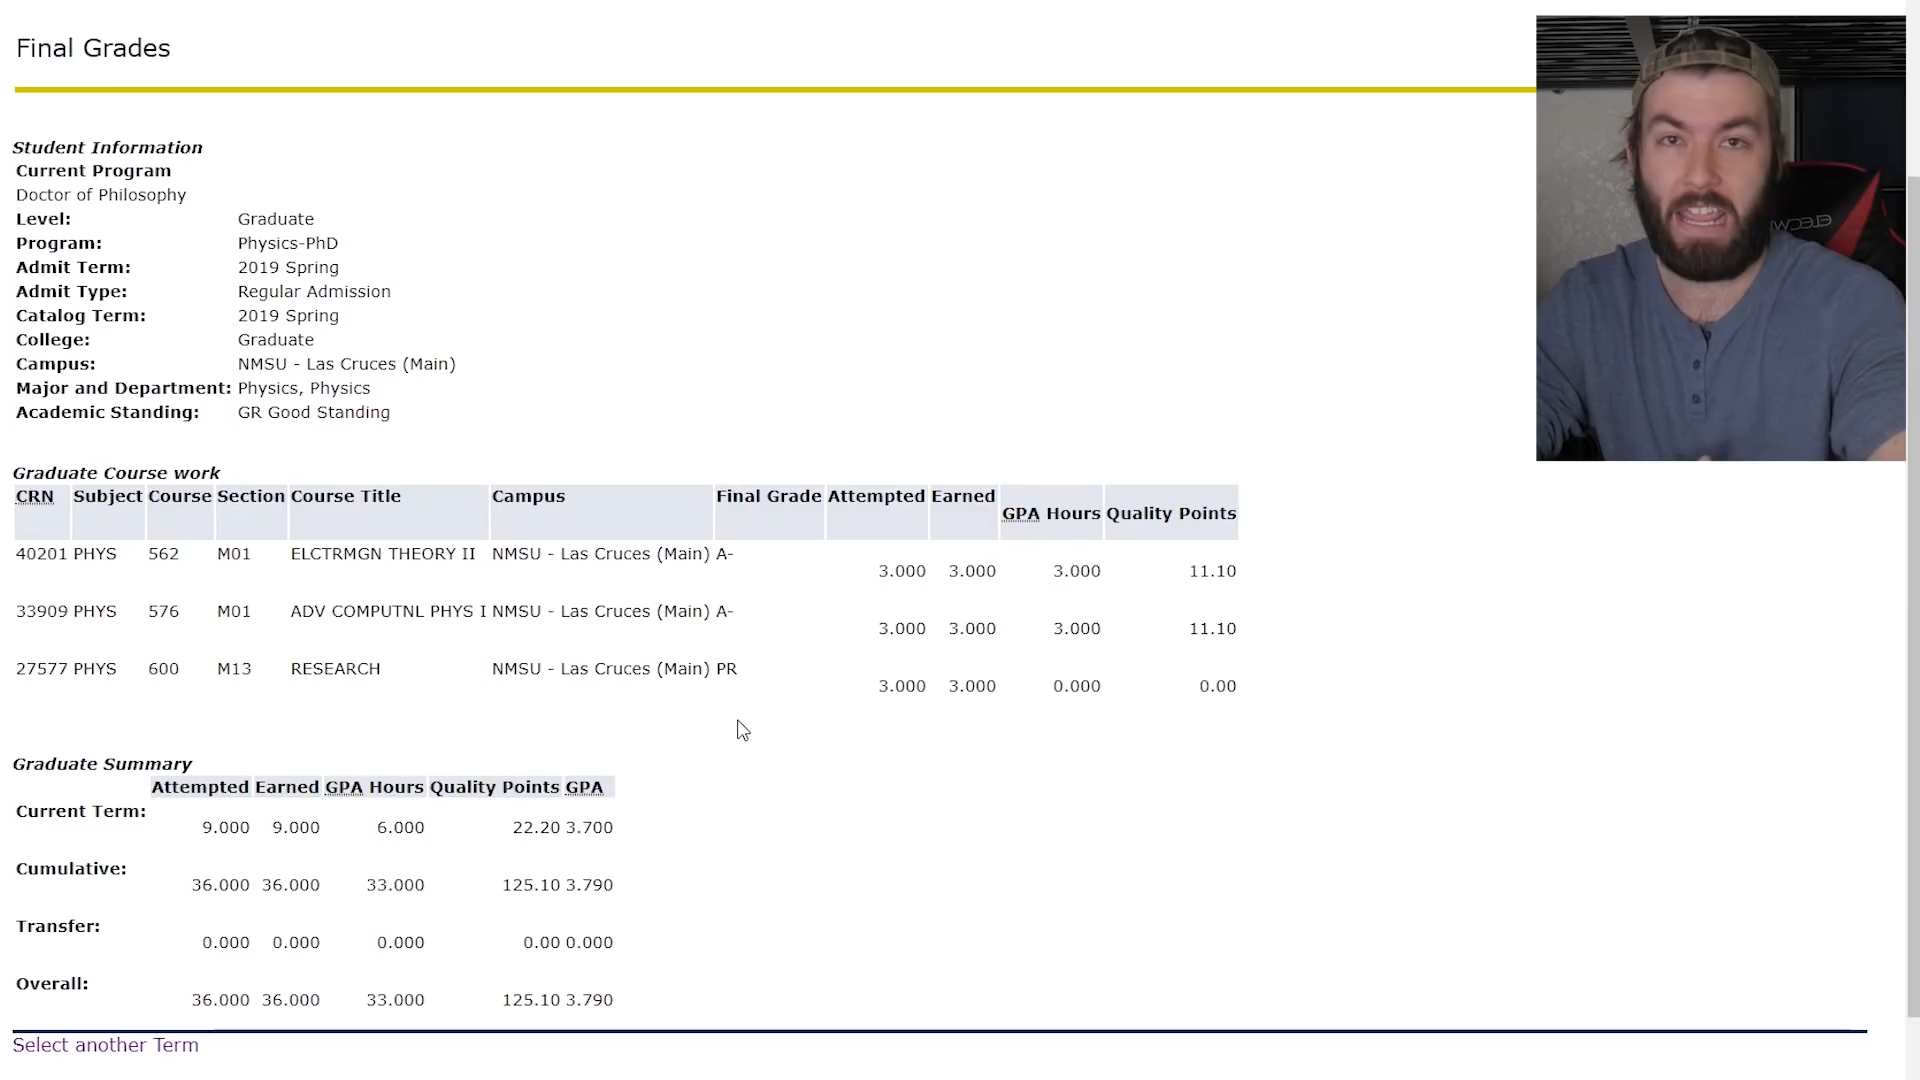 Final Grades
Student Information
Current Program
Doctor of Philosophy
Level: Graduate
Program: Physics-PhD
Admit Term: 2019 Spring
Admit Type: Regular Admission
Catalog Term: 2019 Spring
College: Graduate
Campus: NMSU - Las Cruces (Main)
Major and Department: Physics, Physics
Academic Standing: GR Good Standing
Graduate Course work
CRN Subject Course Section Course Title Campus Final Grade Attempted Earned GPA Hours Quality Points
40201 PHYS 562 M01 ELCTRMGN THEORY II NMSU - Las Cruces (Main) A- 3.000 3.000 3.000 11.10
33909 PHYS 576 M01 ADV COMPUTNL PHYS I NMSU - Las Cruces (Main) A- 3.000 3.000 3.000 11.10
27577 PHYS 600 M13 RESEARCH NMSU - Las Cruces (Main) PR 3.000 3.000 0.000 0.00
Graduate Summary
Attempted Earned GPA Hours Quality Points GPA
Current Term: 9.000 9.000 6.000 22.20 3.700
Cumulative: 36.000 36.000 33.000 125.10 3.790
Transfer: 0.000 0.000 0.000 0.00 0.000
Overall: 36.000 36.000 33.000 125.10 3.790
Select another Term